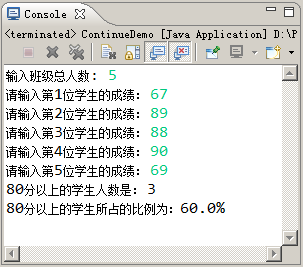 Console
<terminated> ContinueDemo [Java Application] D:\P
输入班级总人数: 5
请输入第1位学生的成绩: 67
请输入第2位学生的成绩: 89
请输入第3位学生的成绩: 88
请输入第4位学生的成绩: 90
请输入第5位学生的成绩: 69
80分以上的学生人数是: 3
80分以上的学生所占的比例为: 60.0%